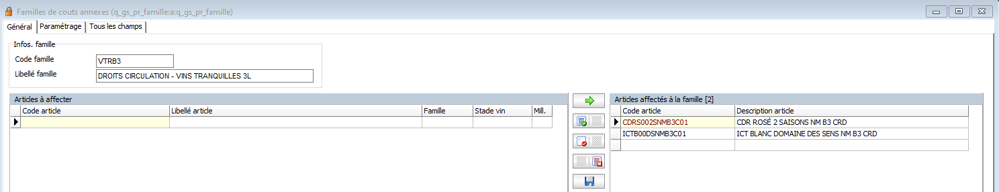 Familles de couts annexes (q_gs_pr_famille:a:q_gs_pr_famille)
Général Paramétrage Tous les champs
Infos. famille
Code famille VTRB3
Libellé famille DROITS CIRCULATION - VINS TRANQUILLES 3L
Articles à affecter
Code article Libellé article Famille Stade vin Mill.
Articles affectés à la famille [2]
Code article Description article
CDRS002SNMB3C01 CDR ROSÉ 2 SAISONS NM B3 CRD
ICTB00DSNMB3C01 ICT BLANC DOMAINE DES SENS NM B3 CRD